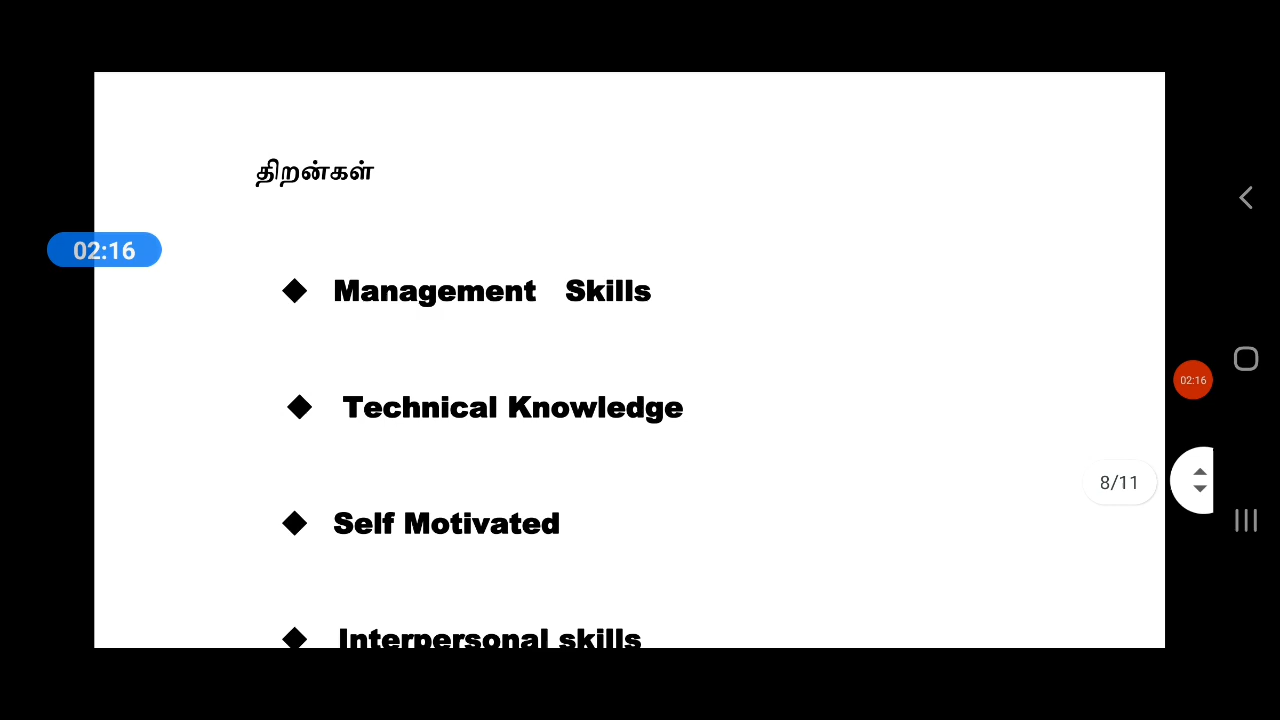 திறன்கள்
02:16
◆ Management Skills
02:16
◆ Technical Knowledge
8/11
◆ Self Motivated
◆ Interpersonal skills